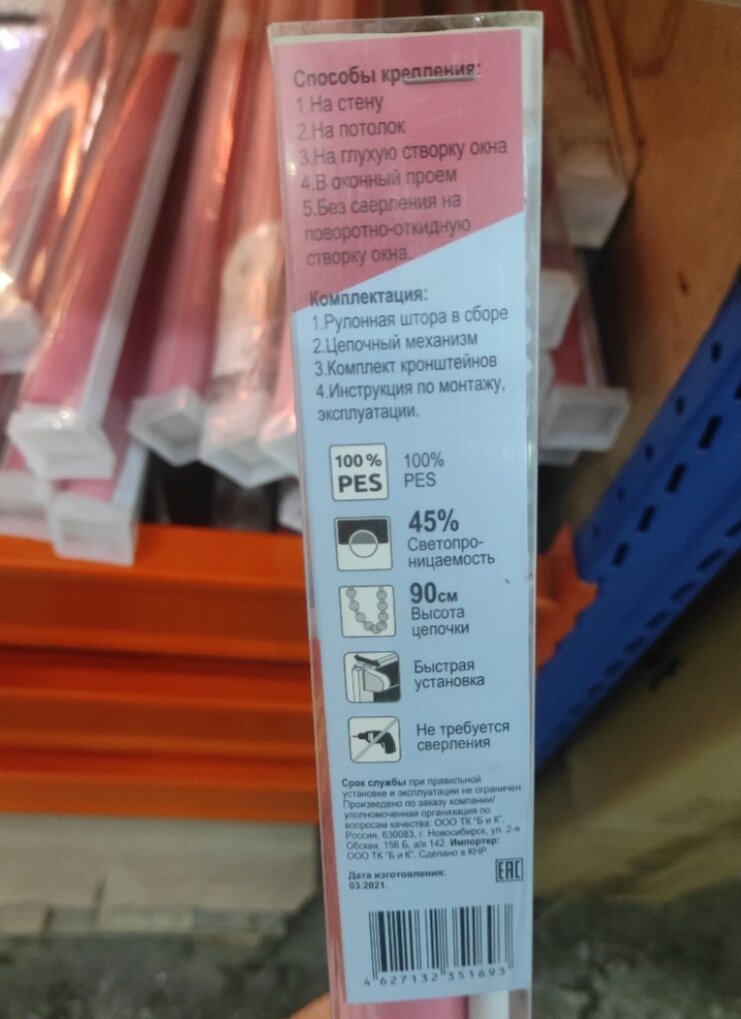 Способы крепления:
1.На стену
2.На потолок
3.На глухую створку окна
4.В оконный проем
5.Без сверления на
поворотно-откидную
створку окна.
Комплектация:
1.Рулонная штора в сборе
2.Цепочный механизм
3.Комплект кронштейнов
4.Инструкция по монтажу,
эксплуатации.
100 %
PES
100%
PES
45%
Светопро-
ницаемость
90см
Высота
цепочки
Быстрая
установка
Не требуется
сверления
Срок службы при правильной
установке и эксплуатации не ограничен
Произведено по заказу компании/
уполномоченная организация по
вопросам качества: ООО ТК "Б и К".
Россия, 630083, г. Новосибирск, ул. 2-я
Обская, 156 Б, а/я 142. Импортер:
ООО ТК "Б и К". Сделано в КНР.
Дата изготовления:
03.2021.
EAC
4 627132 351693